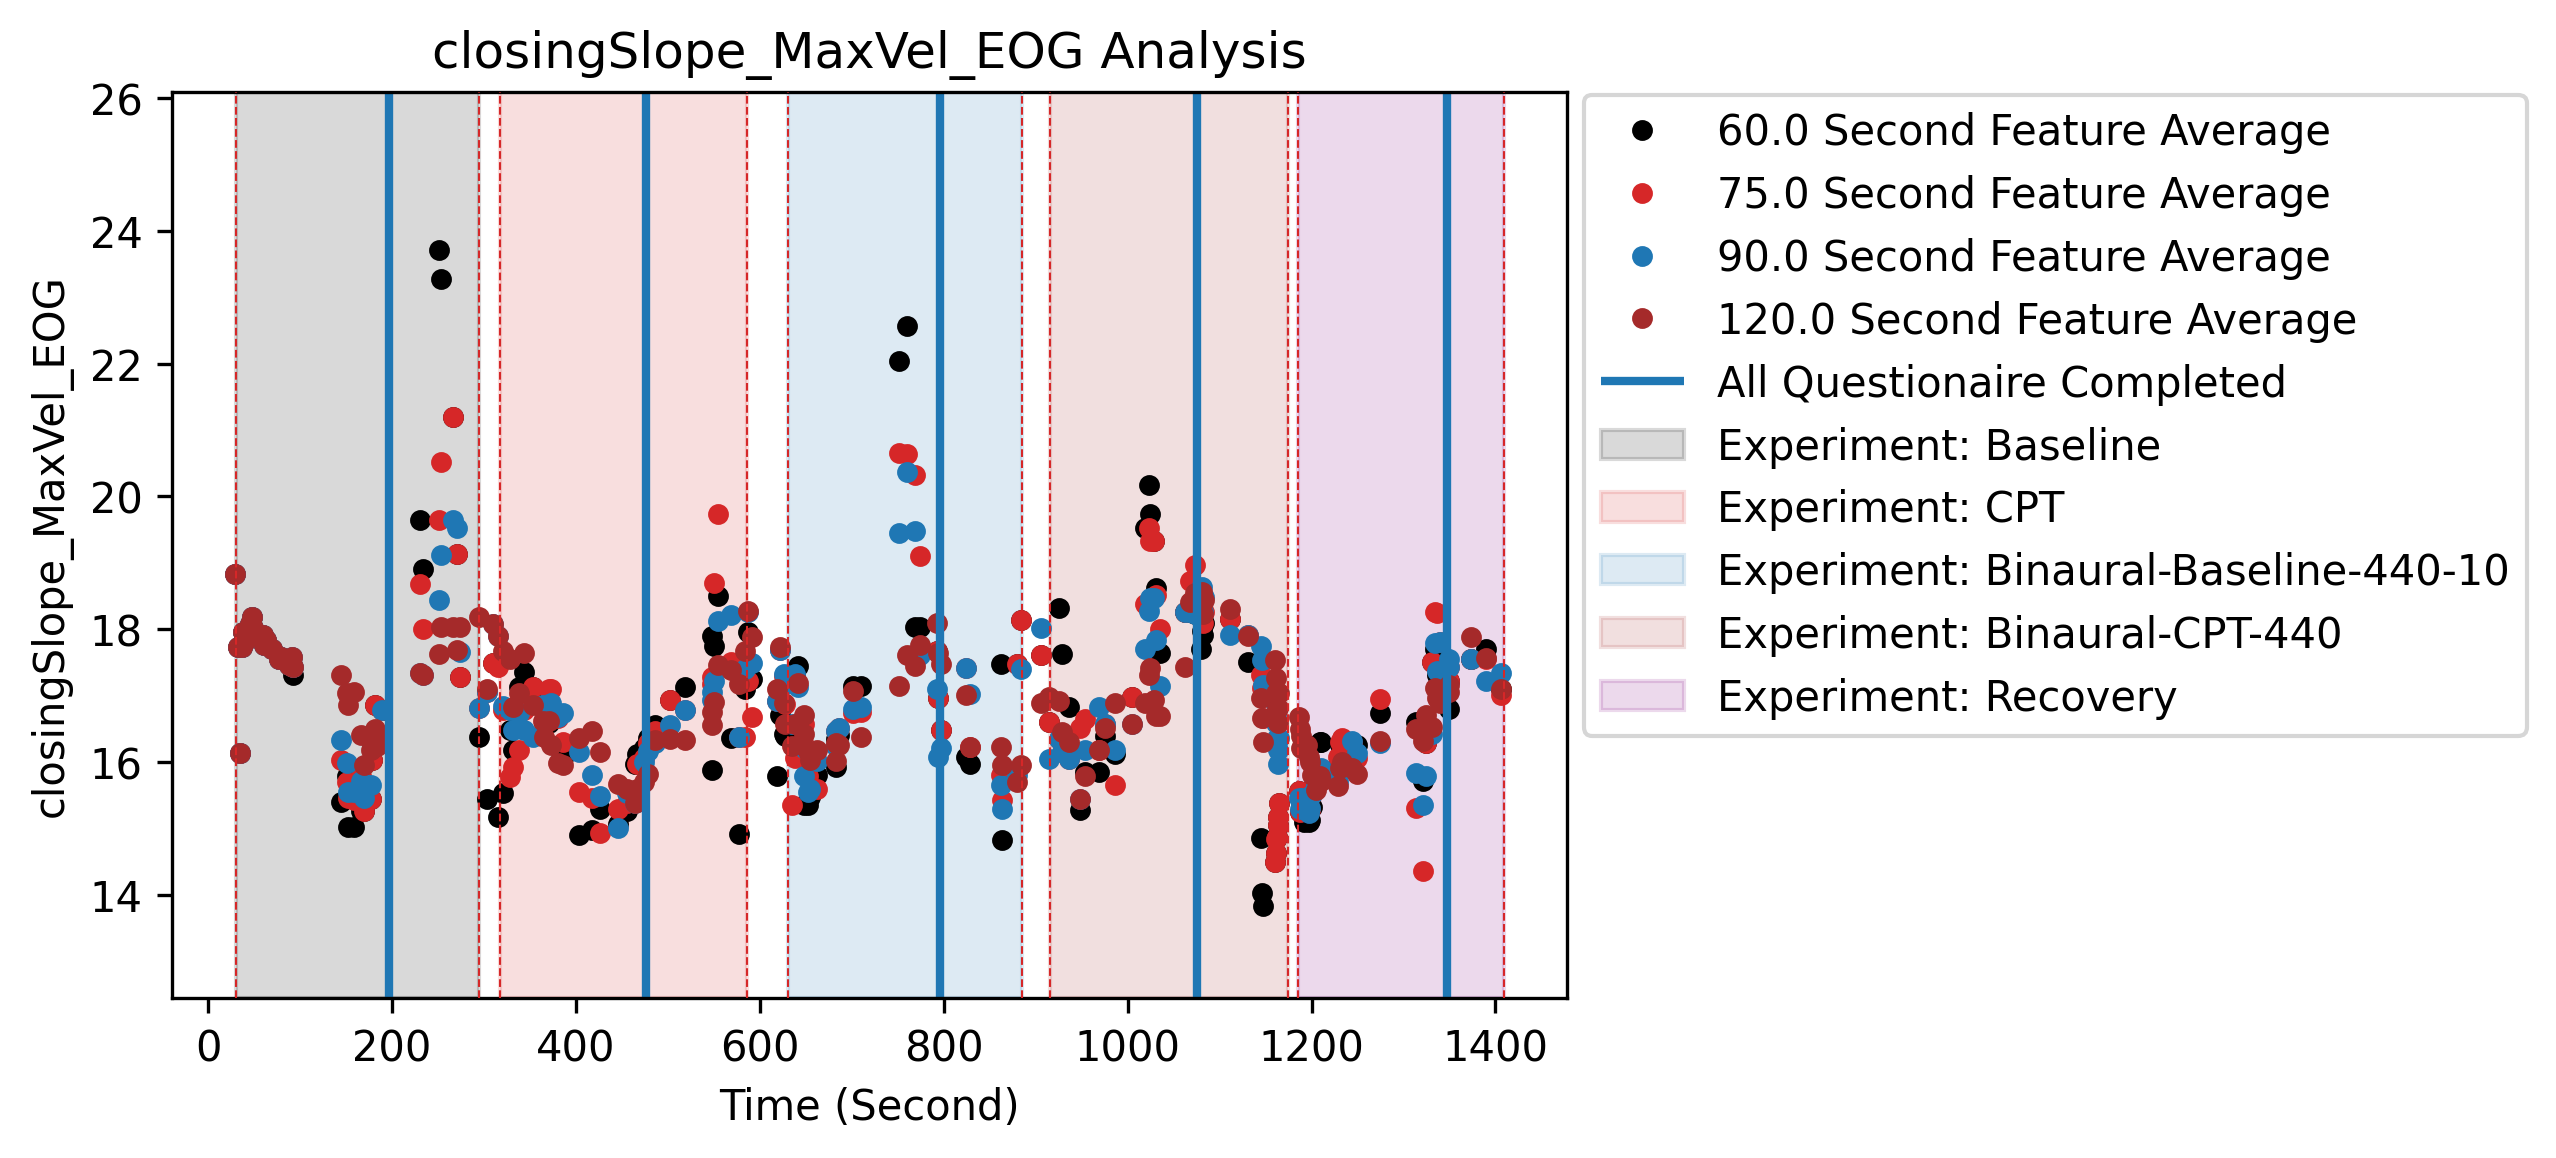 closingSlope_MaxVel_EOG Analysis
closingSlope_MaxVel_EOG
26
24
22
20
18
16
14
0 200 400 600 800 1000 1200 1400
Time (Second)
60.0 Second Feature Average
75.0 Second Feature Average
90.0 Second Feature Average
120.0 Second Feature Average
All Questionaire Completed
Experiment: Baseline
Experiment: CPT
Experiment: Binaural-Baseline-440-10
Experiment: Binaural-CPT-440
Experiment: Recovery